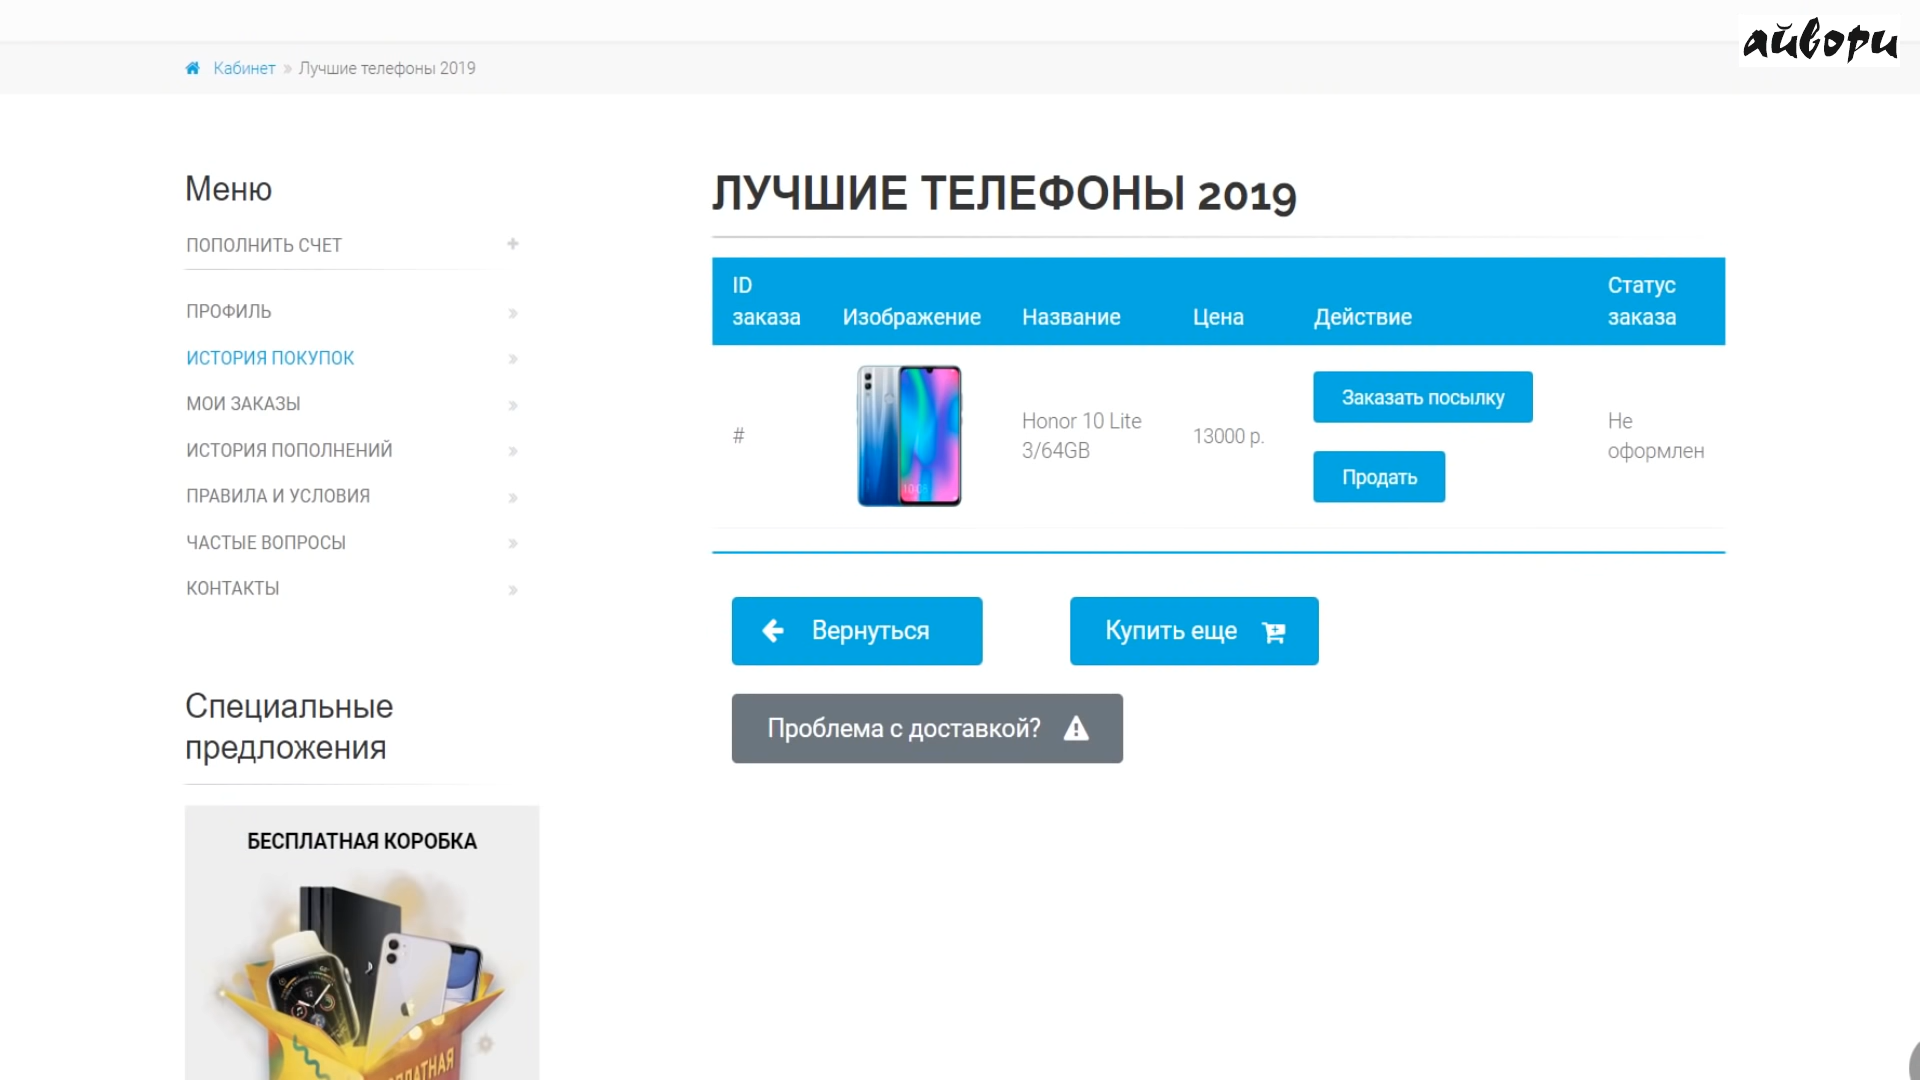 айвори
Кабинет » Лучшие телефоны 2019
Меню
ПОПОЛНИТЬ СЧЕТ
ПРОФИЛЬ
ИСТОРИЯ ПОКУПОК
МОИ ЗАКАЗЫ
ИСТОРИЯ ПОПОЛНЕНИЙ
ПРАВИЛА И УСЛОВИЯ
ЧАСТЫЕ ВОПРОСЫ
КОНТАКТЫ
Специальные
предложения
БЕСПЛАТНАЯ КОРОБКА
ЛУЧШИЕ ТЕЛЕФОНЫ 2019
ID
заказа
Изображение
Название
Цена
Действие
Статус
заказа
#
Honor 10 Lite
3/64GB
13000 р.
Заказать посылку
Продать
Не
оформлен
Вернуться
Купить еще
Проблема с доставкой?